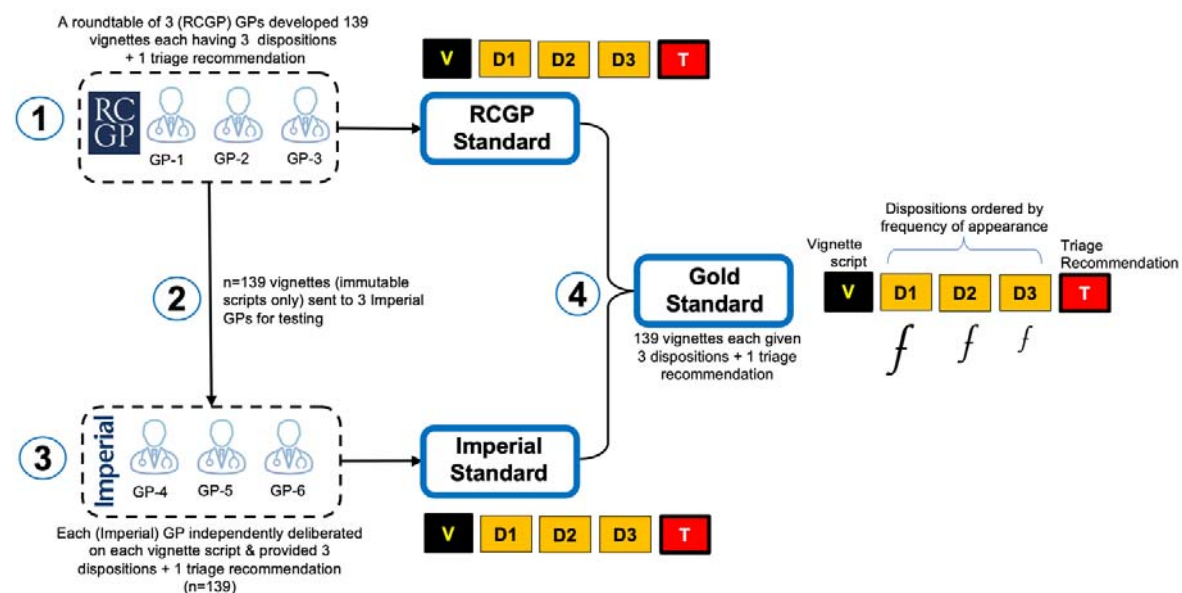 A roundtable of 3 (RCGP) GPs developed 139
vignettes each having 3 dispositions
+ 1 triage recommendation
V D1 D2 D3 T
1
RC
GP
GP-1 GP-2 GP-3
RCGP
Standard
2
n=139 vignettes (immutable
scripts only) sent to 3 Imperial
GPs for testing
4
Gold
Standard
139 vignettes each given
3 dispositions + 1 triage
recommendation
Dispositions ordered by
frequency of appearance
Vignette
script
Triage
Recommendation
V D1 D2 D3 T
f f f
3
Imperial
GP-4 GP-5 GP-6
Imperial
Standard
Each (Imperial) GP independently deliberated
on each vignette script & provided 3
dispositions + 1 triage recommendation
(n=139)
V D1 D2 D3 T